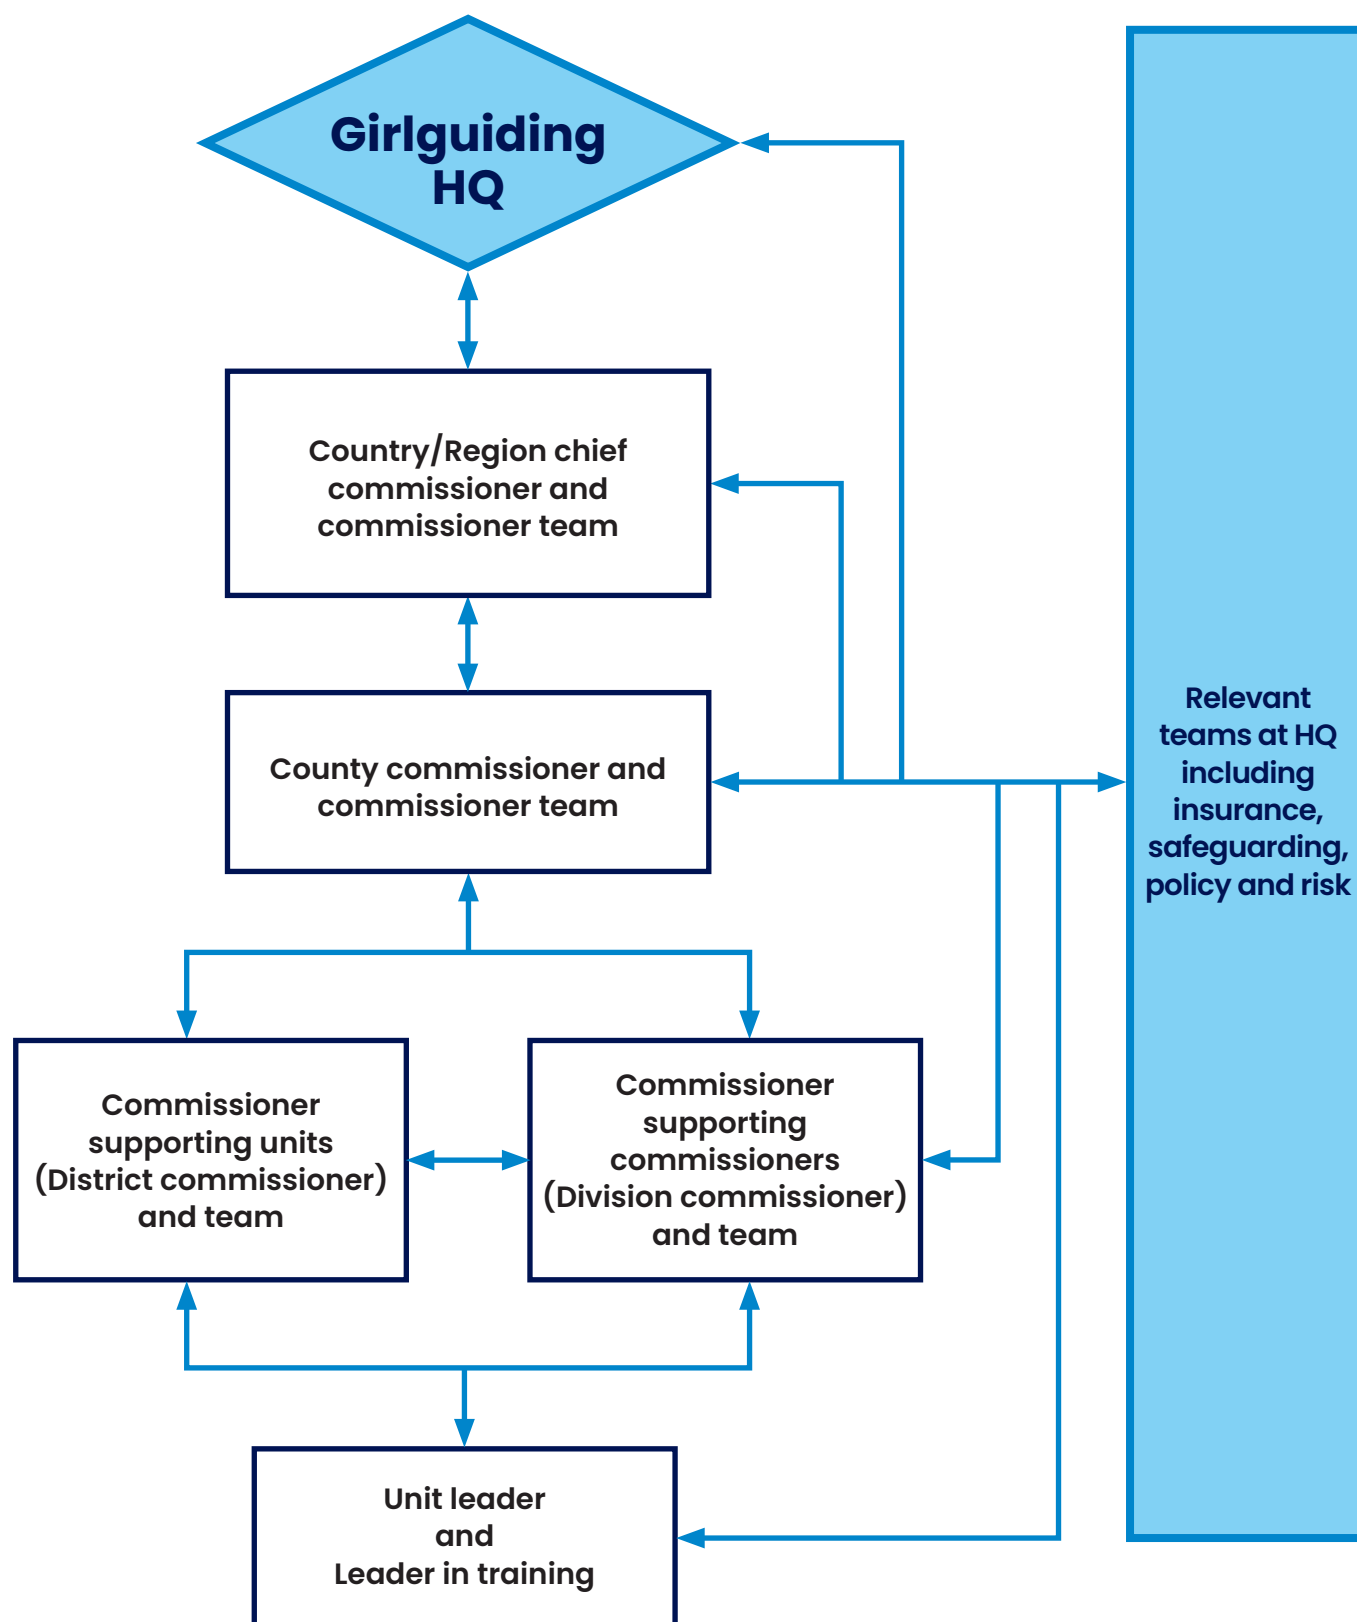 Girlguiding
HQ
Country/Region chief
commissioner and
commissioner team
County commissioner and
commissioner team
Relevant
teams at HQ
including
insurance,
safeguarding,
policy and risk
Commissioner
supporting units
(District commissioner)
and team
Commissioner
supporting
commissioners
(Division commissioner)
and team
Unit leader
and
Leader in training